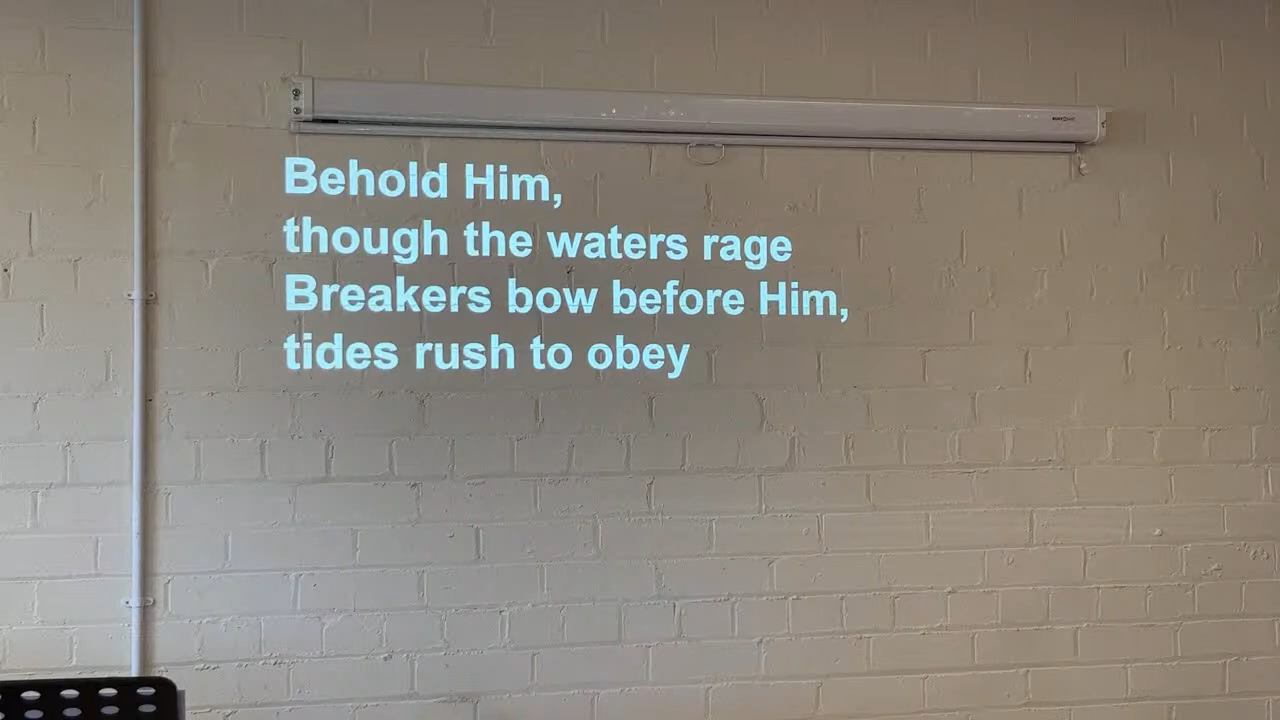 Behold Him,
though the waters rage
Breakers bow before Him,
tides rush to obey